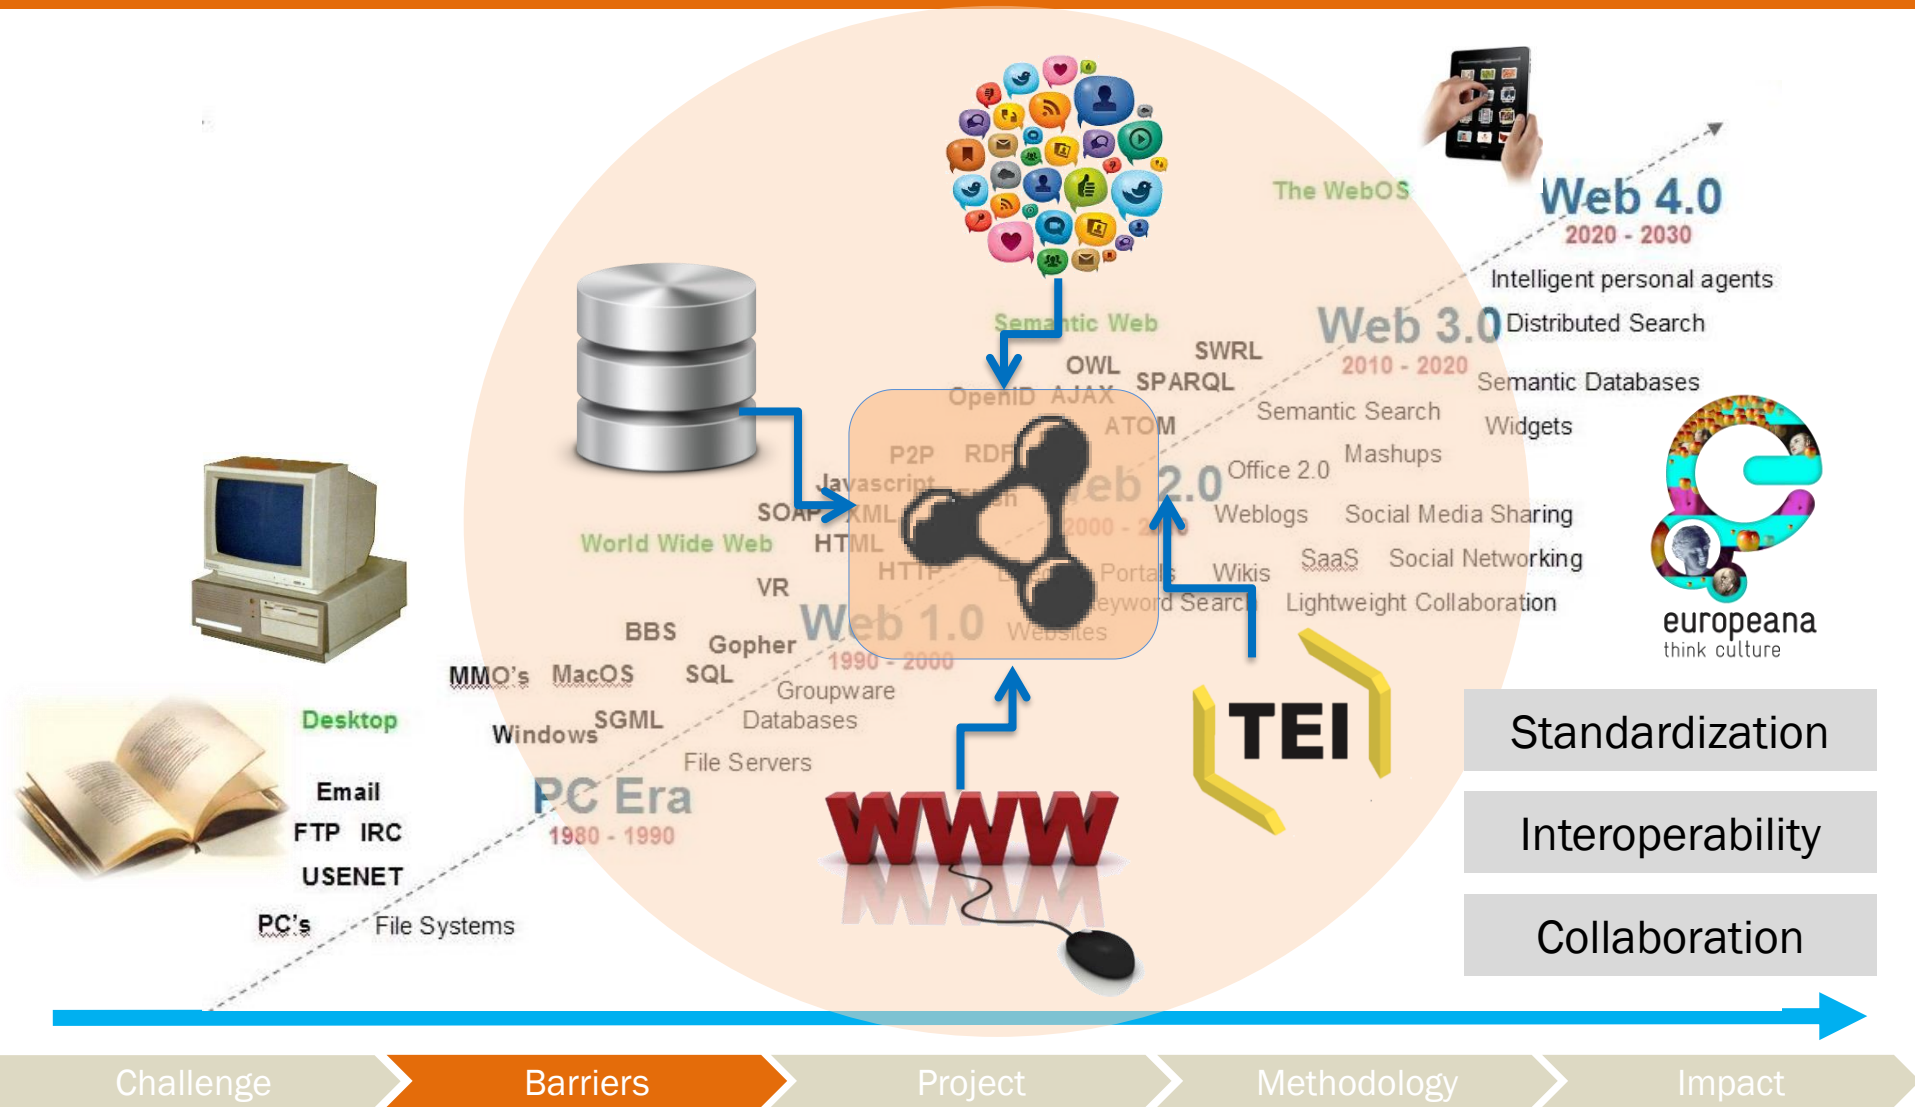 The WebOS
Web 4.0
2020 - 2030
Intelligent personal agents
Semantic Web
Web 3.0
Distributed Search
2010 - 2020
SWRL
OWL
SPARQL
Semantic Databases
OpenID AJAX
Semantic Search
Widgets
ATOM
P2P RDF
Mashups
Office 2.0
Javascript
2.0
SOAP XML
Weblogs Social Media Sharing
2000 -
World Wide Web
HTML
SaaS Social Networking
HTTP
Portals Wikis
VR
Search Lightweight Collaboration
Web 1.0
Websites
1990 - 2000
BBS
Gopher
europeana
think culture
MMO's MacOS SQL
Groupware
Desktop
Windows SGML
Databases
File Servers
TEI
Standardization
Email
PC Era
1980 - 1990
WWW
FTP IRC
Interoperability
USENET
PC's File Systems
Collaboration
Challenge
Barriers
Project
Methodology
Impact